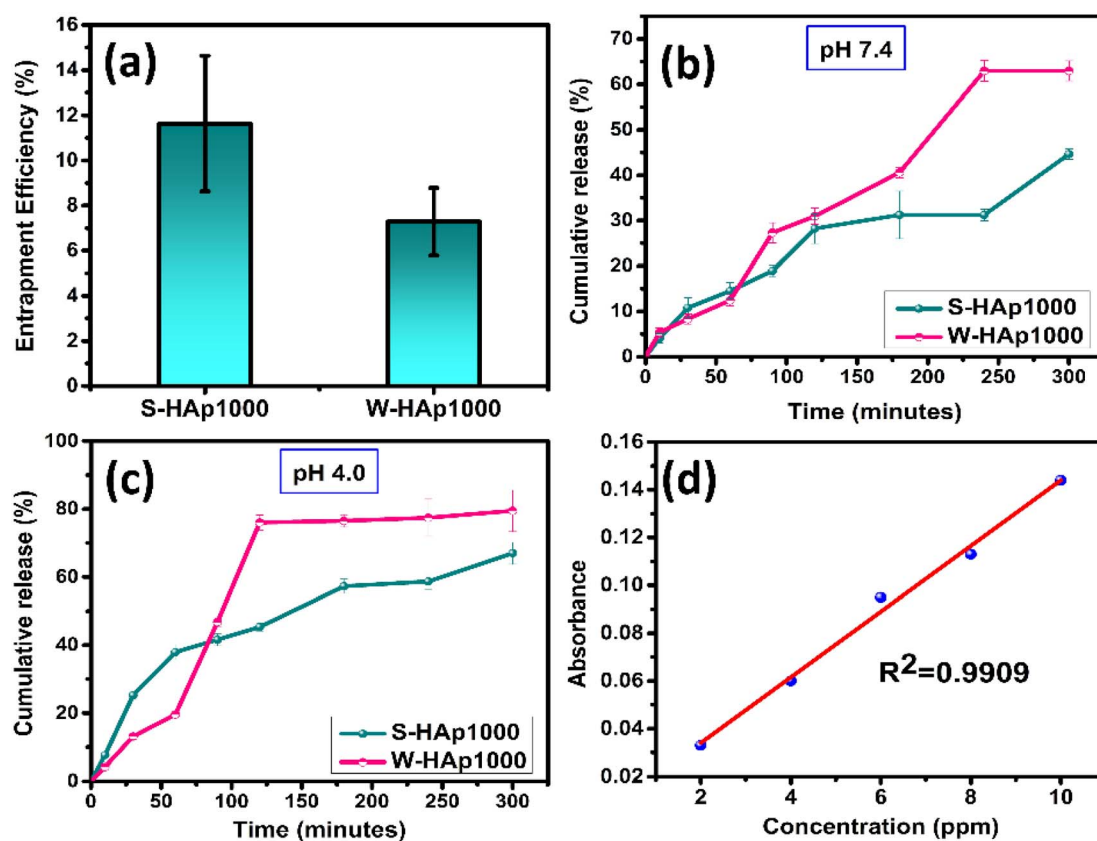 (a)
Entrapment Efficiency (%)
16
14
12
10
8
6
4
2
0
S-HAp1000 W-HAp1000
(b)
pH 7.4
Cumulative release (%)
70
60
50
40
30
20
10
0
S-HAp1000
W-HAp1000
0 50 100 150 200 250 300
Time (minutes)
(c)
pH 4.0
Cumulative release (%)
100
80
60
40
20
0
S-HAp1000
W-HAp1000
0 50 100 150 200 250 300
Time (minutes)
(d)
Absorbance
0.16
0.14
0.12
0.10
0.08
0.06
0.04
0.02
R²=0.9909
2 4 6 8 10
Concentration (ppm)